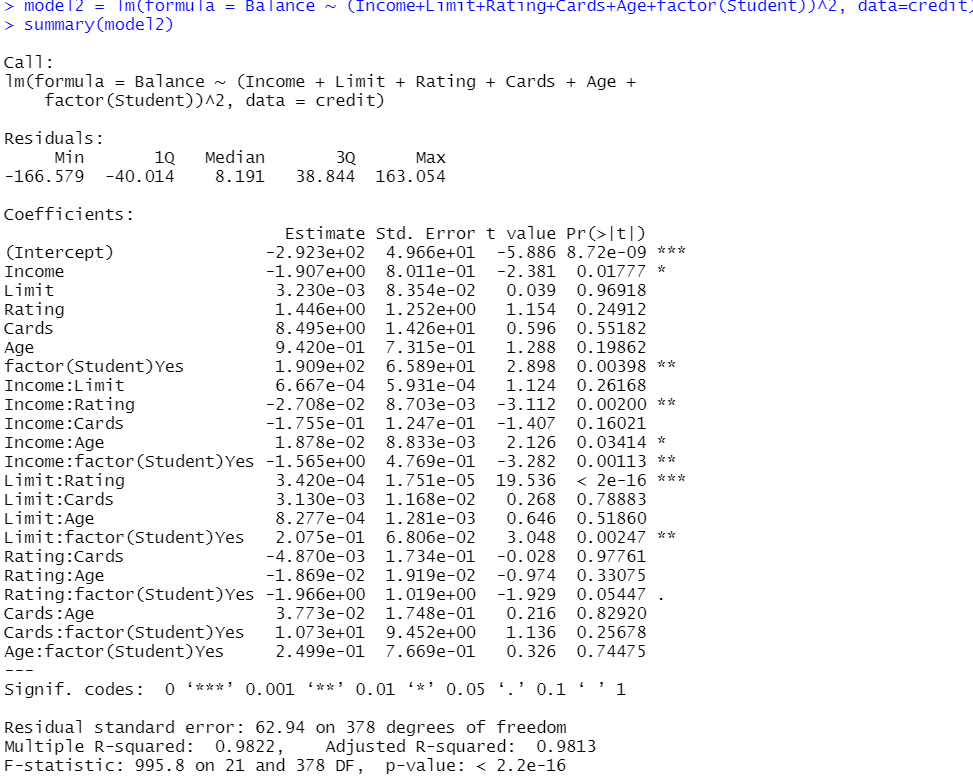 > model2 = lm(formula = Balance ~ (Income+Limit+Rating+Cards+Age+factor(Student))^2, data=credit)
> summary(model2)
Call:
lm(formula = Balance ~ (Income + Limit + Rating + Cards + Age +
    factor(Student))^2, data = credit)
Residuals:
     Min       1Q   Median       3Q      Max
-166.579  -40.014    8.191   38.844  163.054
Coefficients:
                            Estimate Std. Error t value Pr(>|t|)
(Intercept)               -2.923e+02  4.966e+01  -5.886 8.72e-09 ***
Income                    -1.907e+00  8.011e-01  -2.381  0.01777 *
Limit                      3.230e-03  8.354e-02   0.039  0.96918
Rating                     1.446e+00  1.252e+00   1.154  0.24912
Cards                      8.495e+00  1.426e+01   0.596  0.55182
Age                        9.420e-01  7.315e-01   1.288  0.19862
factor(Student)Yes         1.909e+02  6.589e+01   2.898  0.00398 **
Income:Limit               6.667e-04  5.931e-04   1.124  0.26168
Income:Rating             -2.708e-02  8.703e-03  -3.112  0.00200 **
Income:Cards              -1.755e-01  1.247e-01  -1.407  0.16021
Income:Age                 1.878e-02  8.833e-03   2.126  0.03414 *
Income:factor(Student)Yes -1.565e+00  4.769e-01  -3.282  0.00113 **
Limit:Rating               3.420e-04  1.751e-05  19.536  < 2e-16 ***
Limit:Cards                3.130e-03  1.168e-02   0.268  0.78883
Limit:Age                  8.277e-04  1.281e-03   0.646  0.51860
Limit:factor(Student)Yes   2.075e-01  6.806e-02   3.048  0.00247 **
Rating:Cards              -4.870e-03  1.734e-01  -0.028  0.97761
Rating:Age                -1.869e-02  1.919e-02  -0.974  0.33075
Rating:factor(Student)Yes -1.966e+00  1.019e+00  -1.929  0.05447 .
Cards:Age                  3.773e-02  1.748e-01   0.216  0.82920
Cards:factor(Student)Yes   1.073e+01  9.452e+00   1.136  0.25678
Age:factor(Student)Yes     2.499e-01  7.669e-01   0.326  0.74475
---
Signif. codes:  0 ‘***’ 0.001 ‘**’ 0.01 ‘*’ 0.05 ‘.’ 0.1 ‘ ’ 1
Residual standard error: 62.94 on 378 degrees of freedom
Multiple R-squared:  0.9822,    Adjusted R-squared:  0.9813
F-statistic: 995.8 on 21 and 378 DF,  p-value: < 2.2e-16